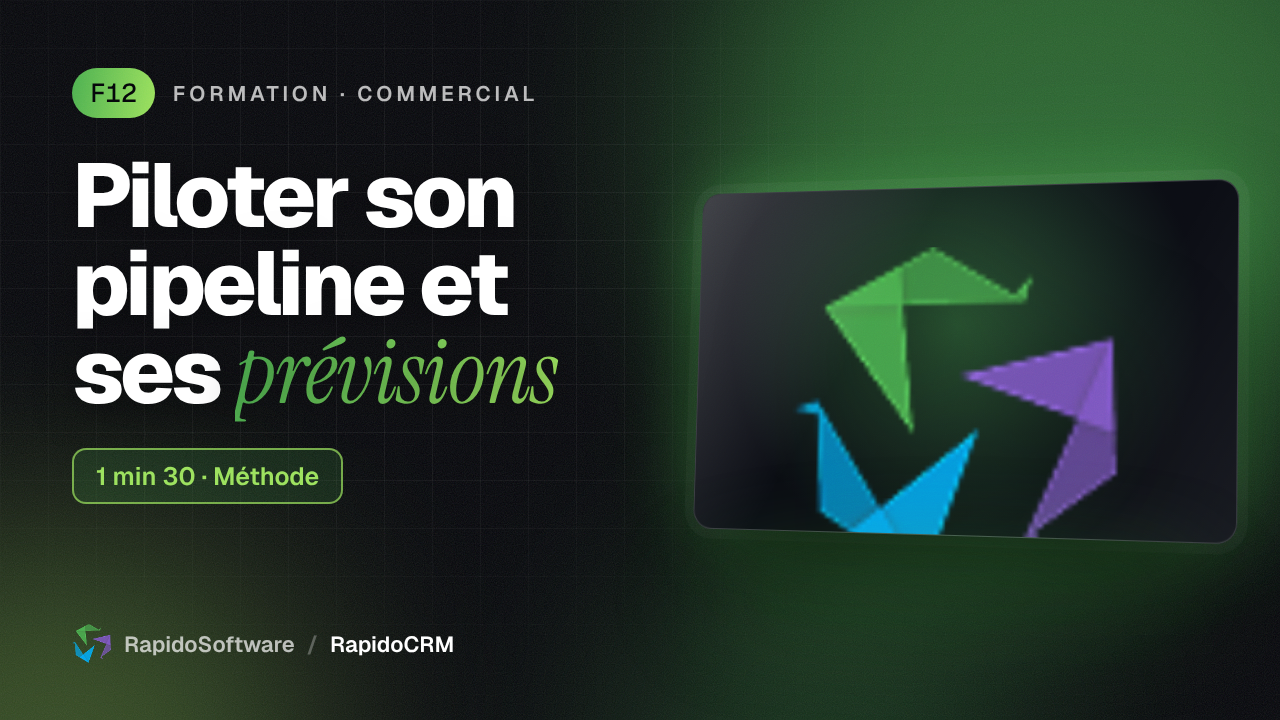 F12 FORMATION · COMMERCIAL
Piloter son
pipeline et
ses prévisions
1 min 30 · Méthode
RapidoSoftware / RapidoCRM